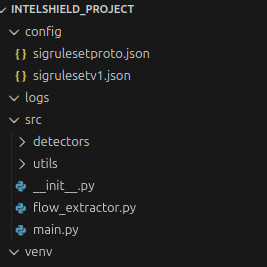 INTELSHIELD_PROJECT
config
{} sigrulesetproto.json
{} sigrulesetv1.json
logs
src
detectors
utils
__init__.py
flow_extractor.py
main.py
venv